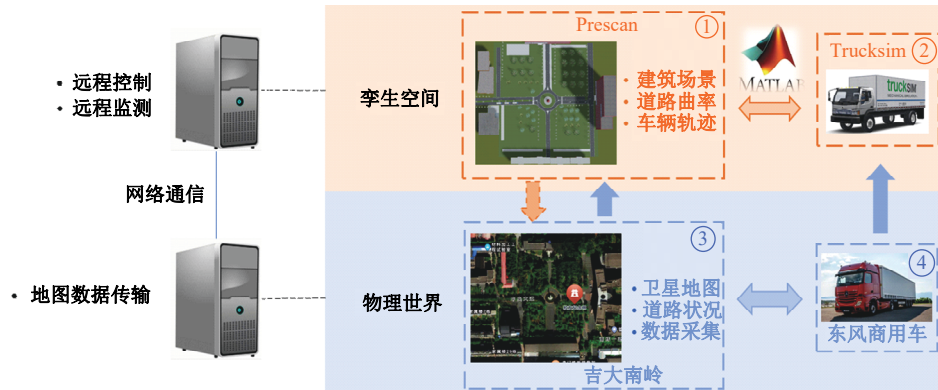 Prescan
①
MATLAB
Trucksim ②
trucksim
• 远程控制
• 远程监测
孪生空间
• 建筑场景
• 道路曲率
• 车辆轨迹
网络通信
③
④
• 地图数据传输
物理世界
• 卫星地图
• 道路状况
• 数据采集
吉大南岭
东风商用车